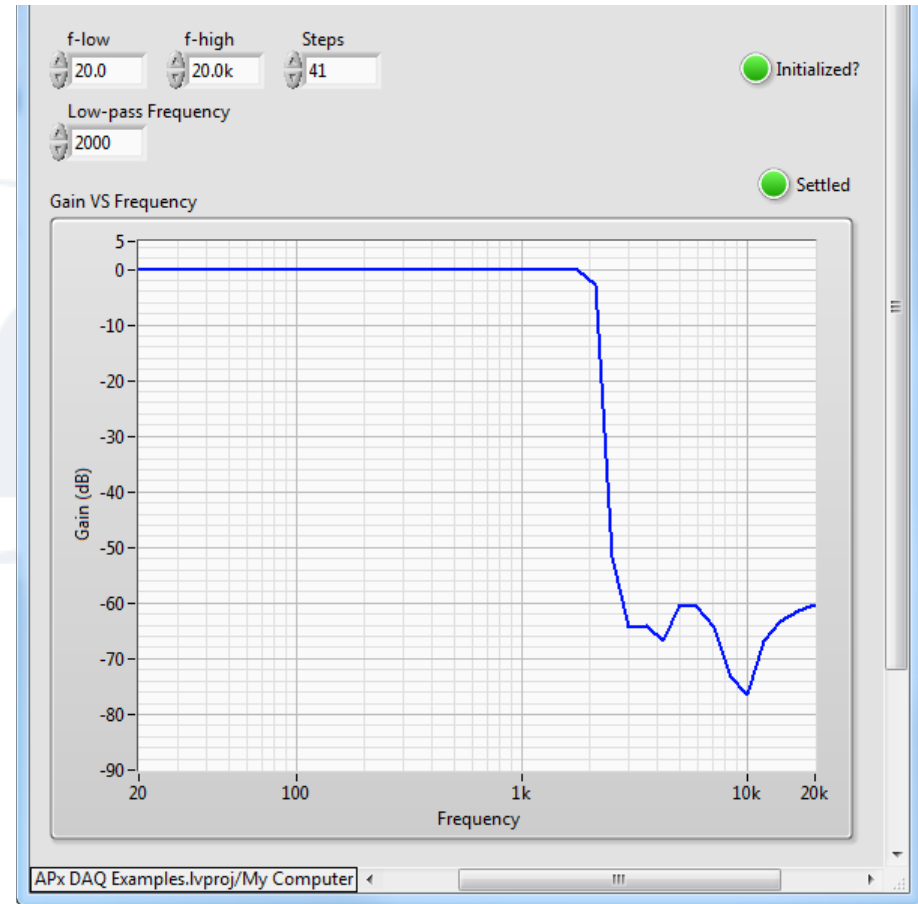 f-low f-high Steps
20.0 20.0k 41 Initialized?
Low-pass Frequency
2000
Settled
Gain VS Frequency
5
0
-10
-20
-30
-40
-50
-60
-70
-80
-90
Gain (dB)
20 100 1k 10k 20k
Frequency
APx DAQ Examples.lvproj/My Computer